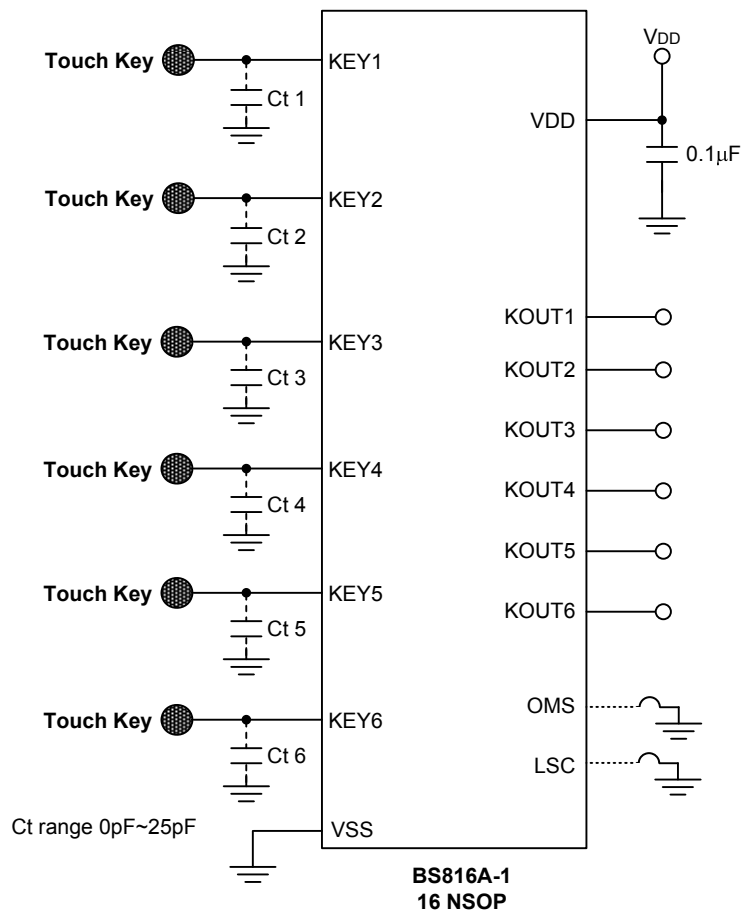 Touch Key
KEY1
Ct 1
Touch Key
KEY2
Ct 2
Touch Key
KEY3
Ct 3
Touch Key
KEY4
Ct 4
Touch Key
KEY5
Ct 5
Touch Key
KEY6
Ct 6
Ct range 0pF~25pF
VSS
VDD
VDD
0.1μF
KOUT1
KOUT2
KOUT3
KOUT4
KOUT5
KOUT6
OMS
LSC
BS816A-1
16 NSOP